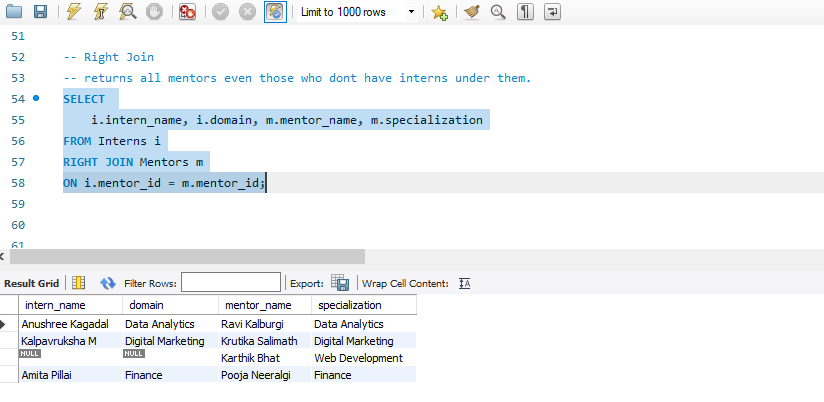 Limit to 1000 rows
51
52 -- Right Join
53 -- returns all mentors even those who dont have interns under them.
54 SELECT
55 i.intern_name, i.domain, m.mentor_name, m.specialization
56 FROM Interns i
57 RIGHT JOIN Mentors m
58 ON i.mentor_id = m.mentor_id;
59
60
61
Result Grid Filter Rows: Export: Wrap Cell Content: IA
intern_name domain mentor_name specialization
Anushree Kagadal Data Analytics Ravi Kalburgi Data Analytics
Kalpavruksha M Digital Marketing Krutika Salimath Digital Marketing
NULL NULL Karthik Bhat Web Development
Amita Pillai Finance Pooja Neeralgi Finance